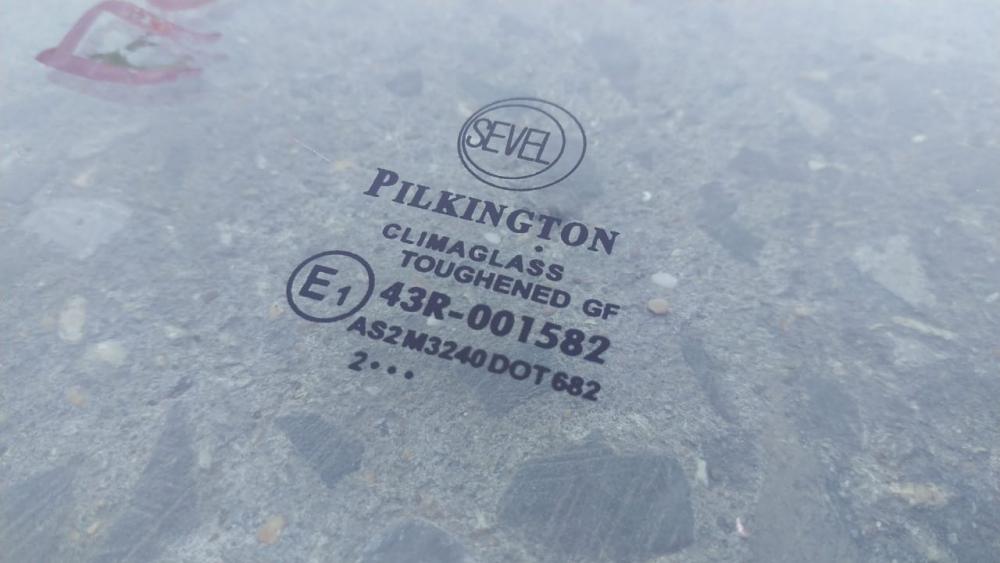 SEVEL
PILKINGTON
CLIMAGLASS
TOUGHENED GF
E1 43R-001582
AS2 M3240 DOT 682
2•••